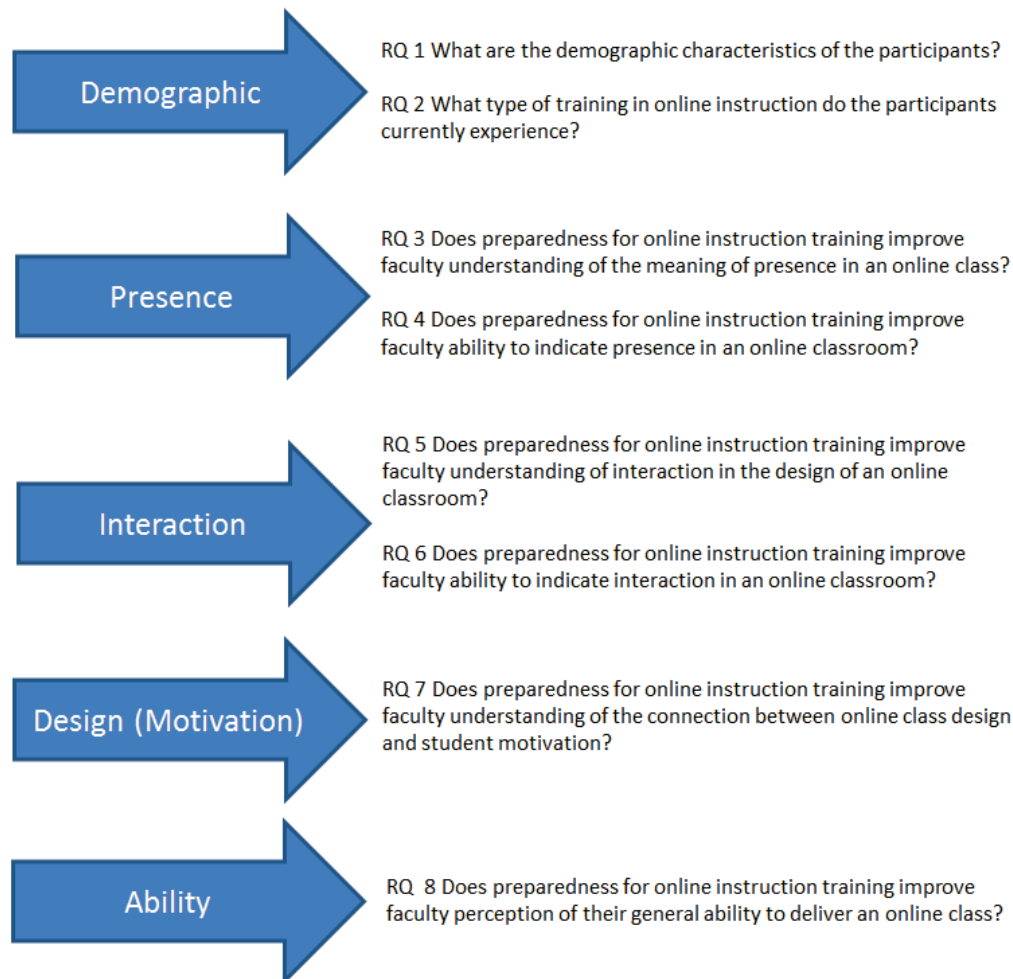 Demographic
RQ 1 What are the demographic characteristics of the participants?
RQ 2 What type of training in online instruction do the participants
currently experience?
Presence
RQ 3 Does preparedness for online instruction training improve
faculty understanding of the meaning of presence in an online class?
RQ 4 Does preparedness for online instruction training improve
faculty ability to indicate presence in an online classroom?
Interaction
RQ 5 Does preparedness for online instruction training improve
faculty understanding of interaction in the design of an online
classroom?
RQ 6 Does preparedness for online instruction training improve
faculty ability to indicate interaction in an online classroom?
Design (Motivation)
RQ 7 Does preparedness for online instruction training improve
faculty understanding of the connection between online class design
and student motivation?
Ability
RQ 8 Does preparedness for online instruction training improve
faculty perception of their general ability to deliver an online class?